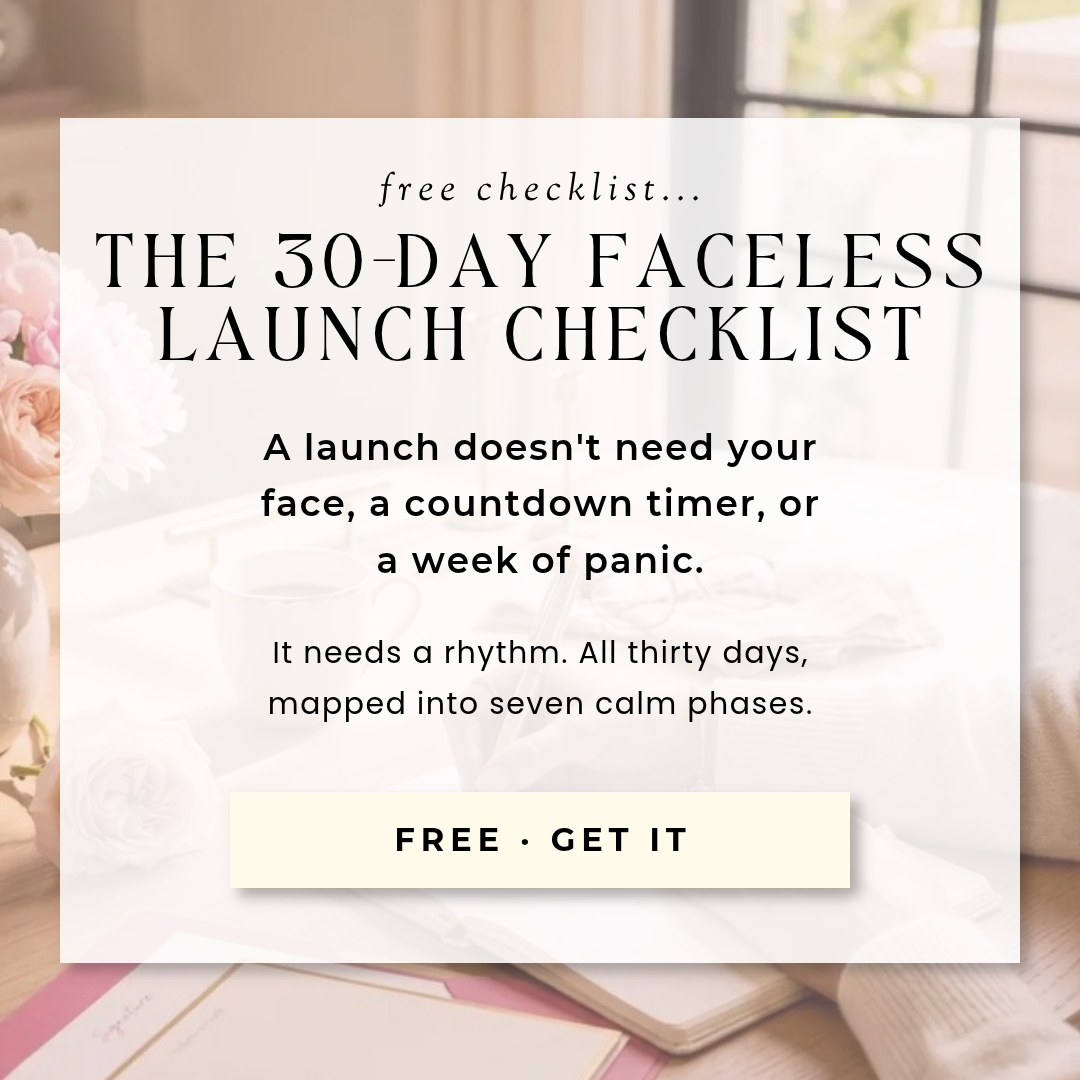 free checklist...
THE 30-DAY FACELESS
LAUNCH CHECKLIST
A launch doesn't need your
face, a countdown timer, or
a week of panic.
It needs a rhythm. All thirty days,
mapped into seven calm phases.
FREE · GET IT
Signature